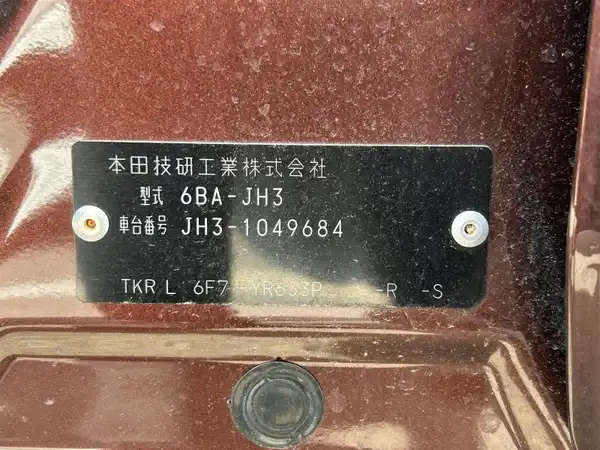 本田技研工業株式会社
型式 6BA-JH3
車台番号 JH3-1049684
TKR L 6F7 -YR633P -R -S